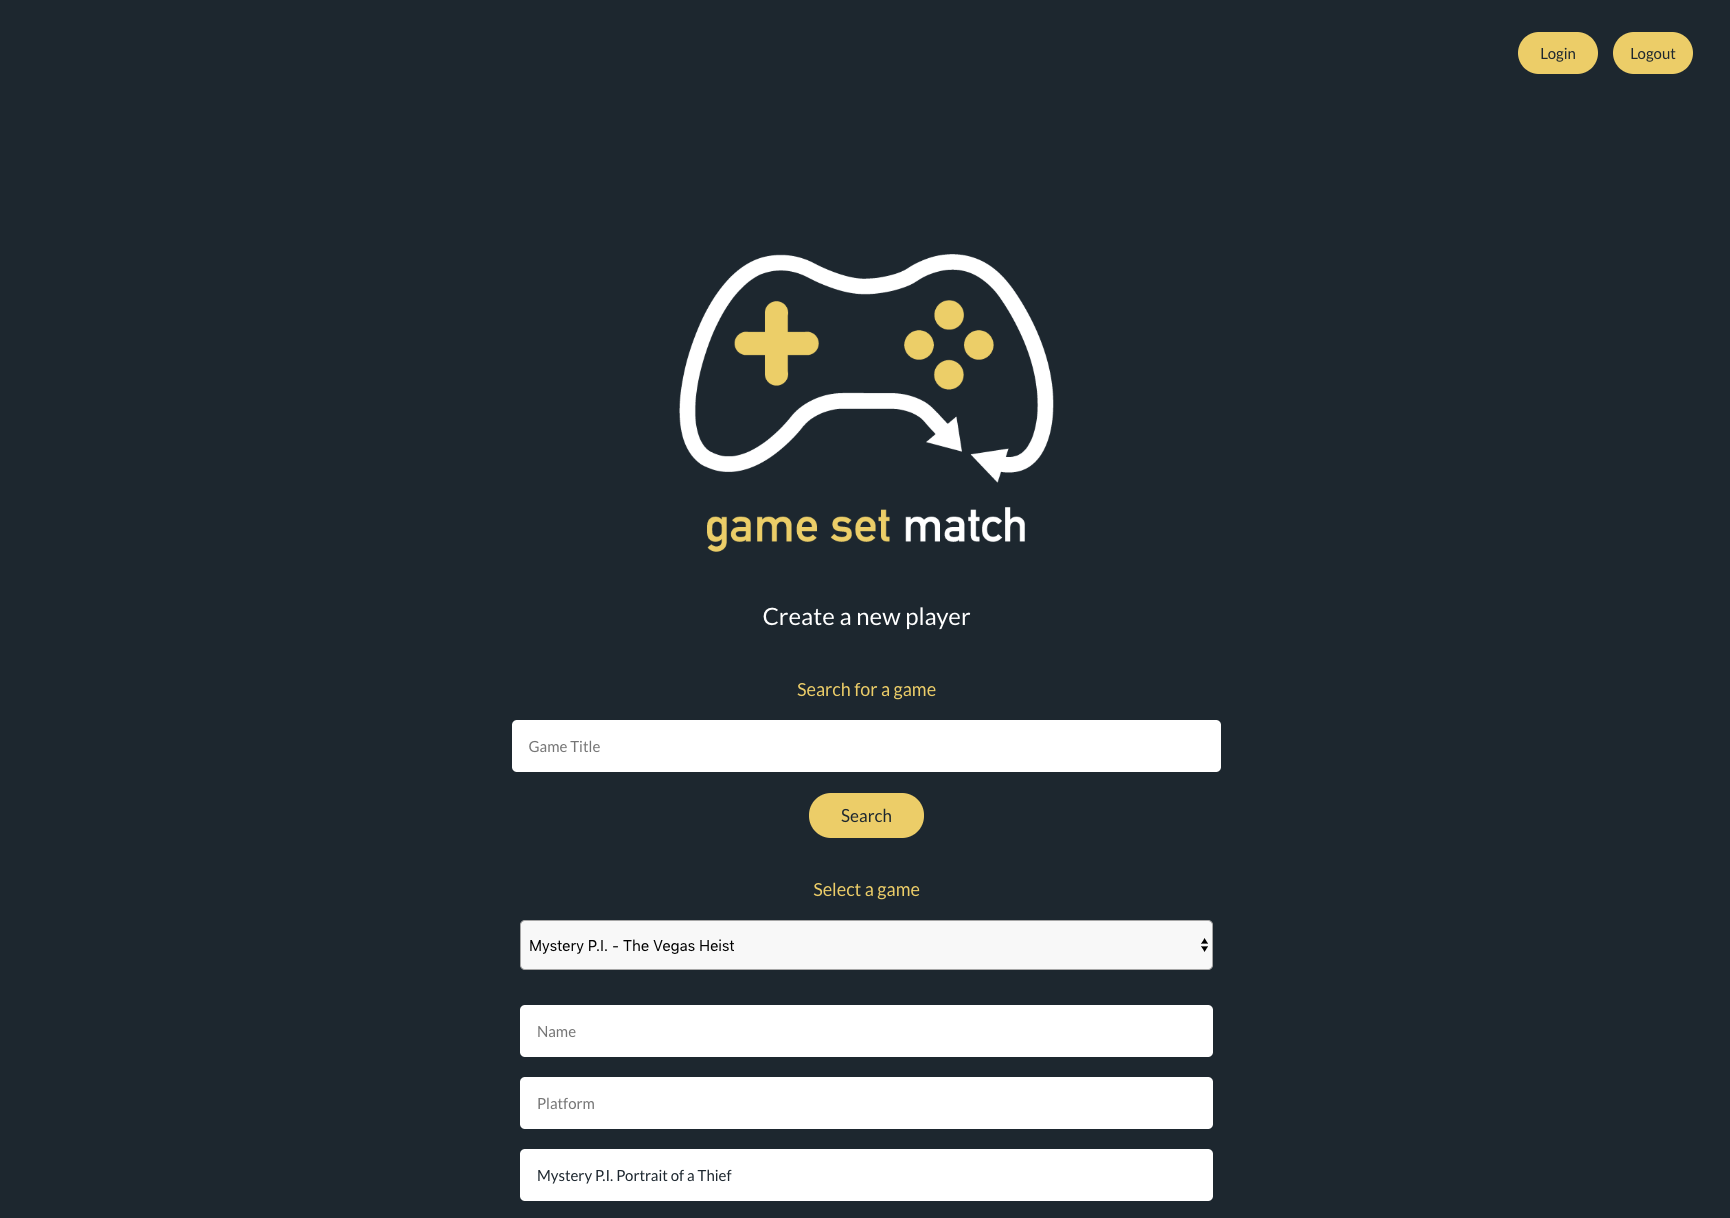 Login Logout
game set match
Create a new player
Search for a game
Game Title
Search
Select a game
Mystery P.I. - The Vegas Heist
Name
Platform
Mystery P.I. Portrait of a Thief